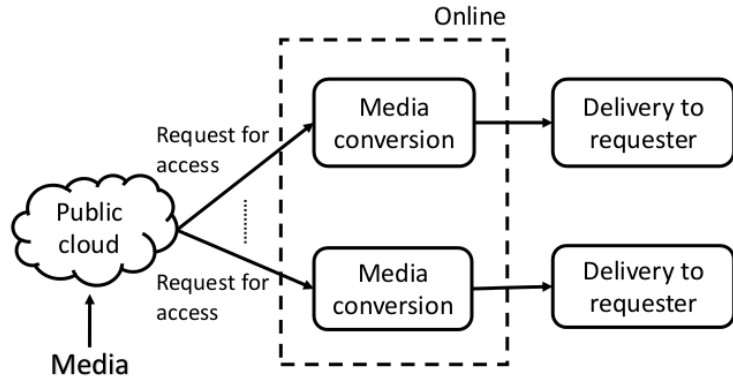 Online
Media
conversion
Delivery to
requester
Request for
access
Public
cloud
Request for
access
Media
conversion
Delivery to
requester
Media